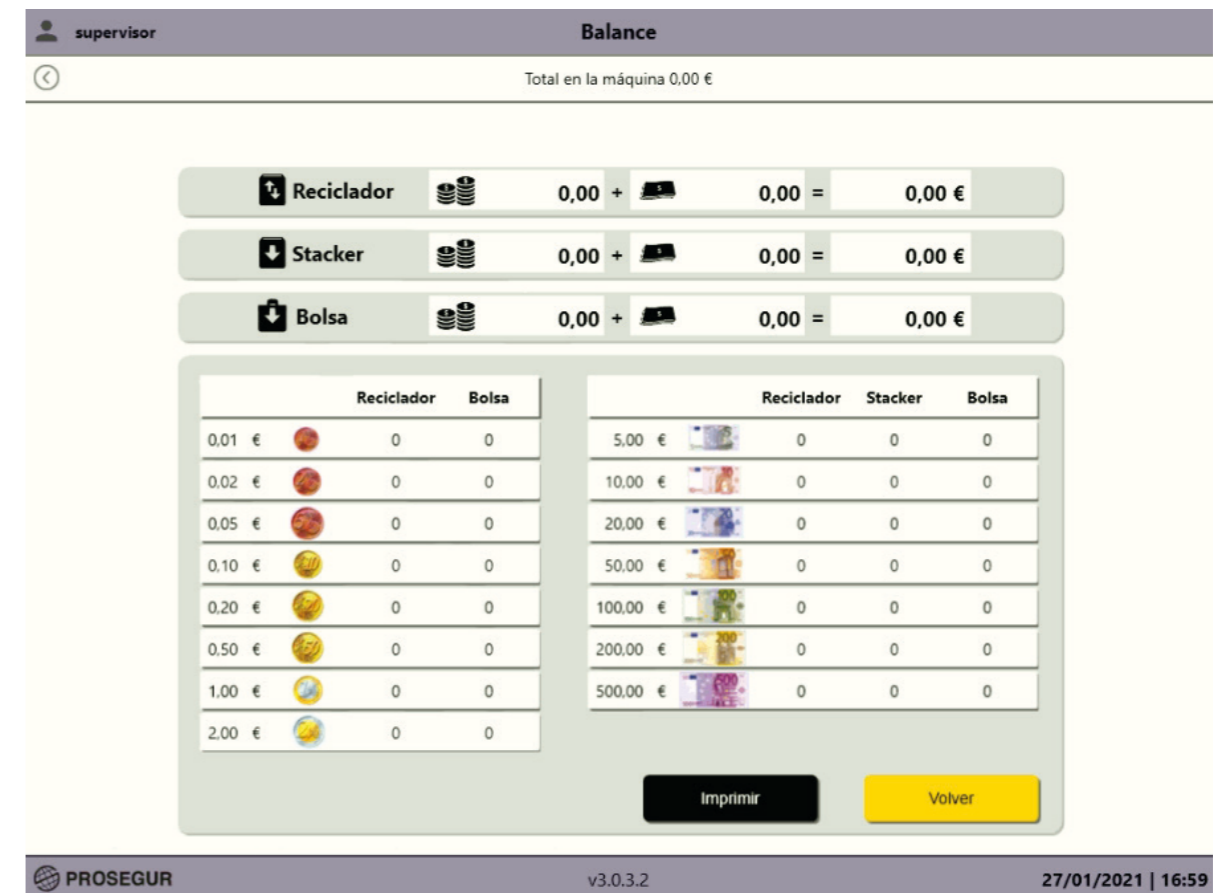 supervisor Balance
Total en la máquina 0,00 €
Reciclador 0,00 + 0,00 = 0,00 €
Stacker 0,00 + 0,00 = 0,00 €
Bolsa 0,00 + 0,00 = 0,00 €
Reciclador Bolsa
0,01 € 0 0
0,02 € 0 0
0,05 € 0 0
0,10 € 0 0
0,20 € 0 0
0,50 € 0 0
1,00 € 0 0
2,00 € 0 0
Reciclador Stacker Bolsa
5,00 € 0 0 0
10,00 € 0 0 0
20,00 € 0 0 0
50,00 € 0 0 0
100,00 € 0 0 0
200,00 € 0 0 0
500,00 € 0 0 0
Imprimir Volver
PROSEGUR v3.0.3.2 27/01/2021 | 16:59